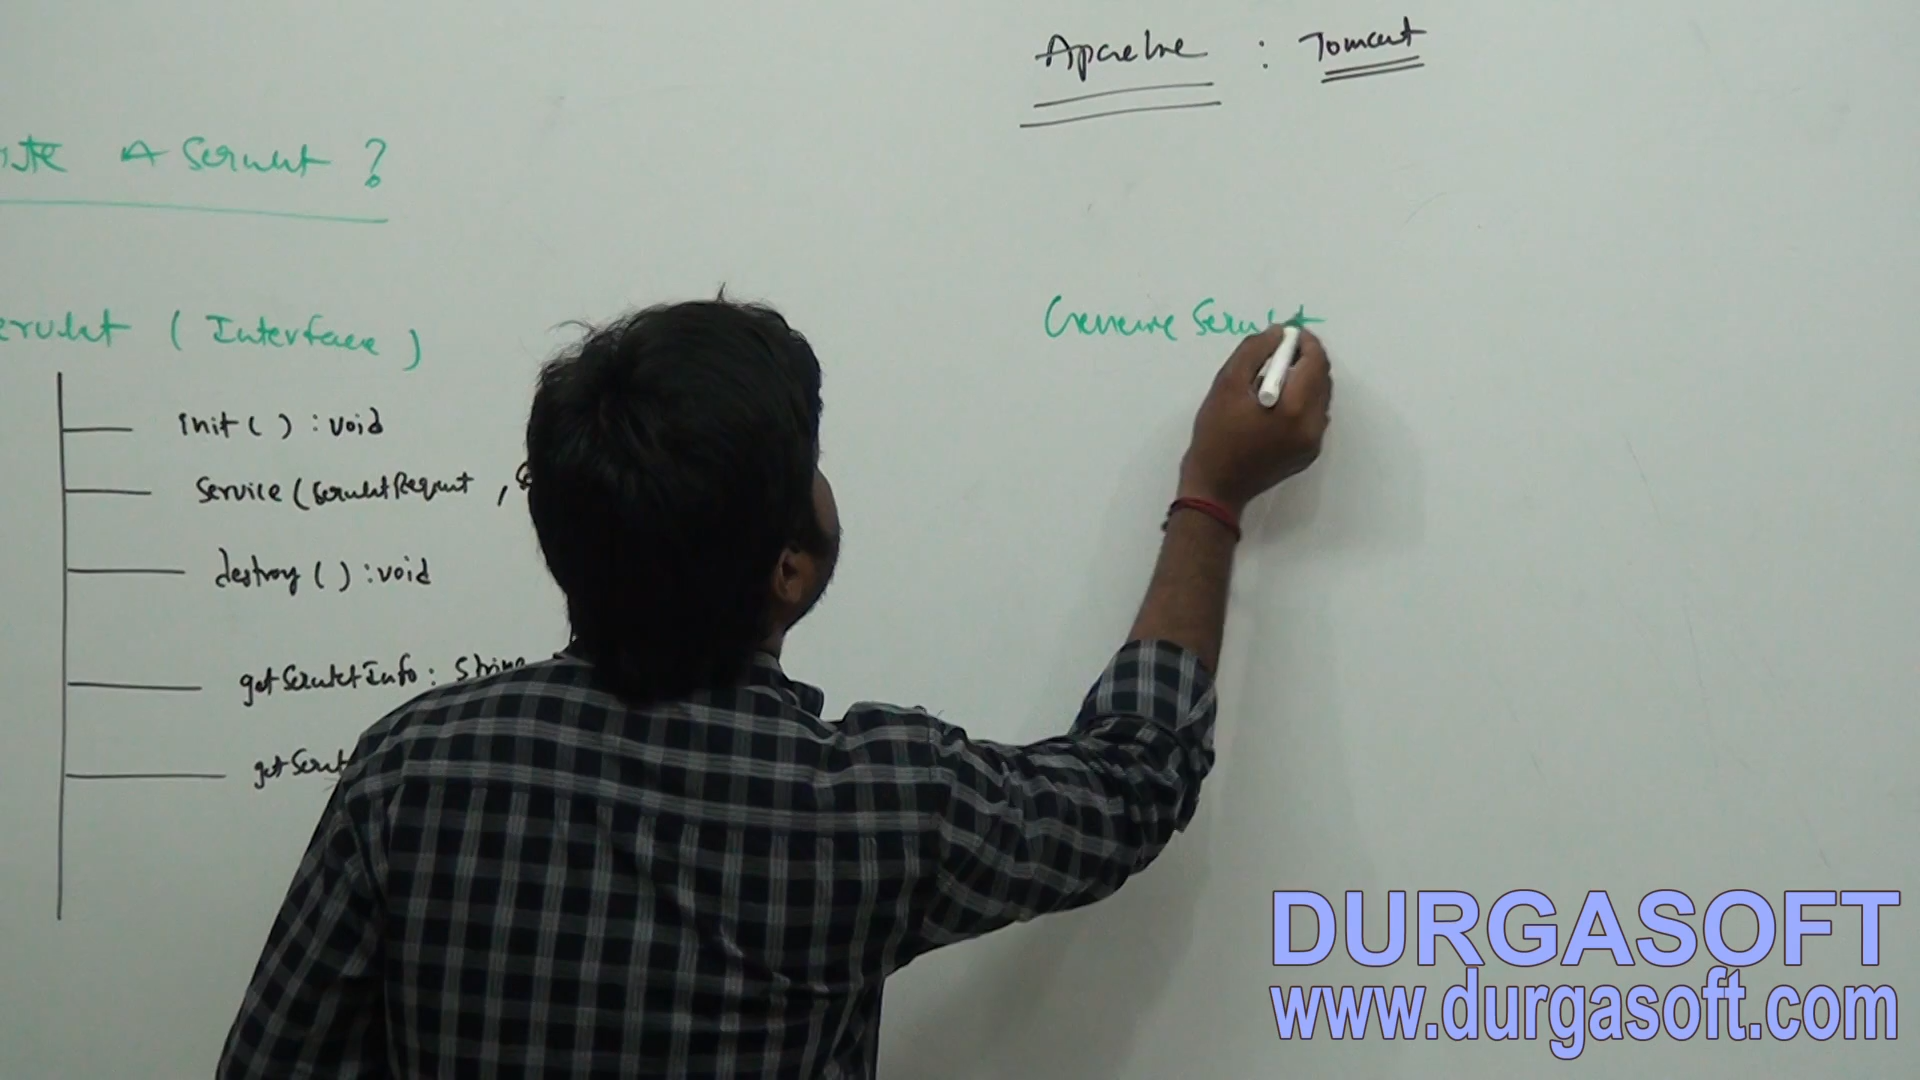 Apache : Tomcat
A Servlet ?
Servlet ( Interface )
Generic Servlet
init ( ) : void
Service ( ServletRequest , S
destroy ( ) : void
getServletInfo : String
getServlet
DURGASOFT
www.durgasoft.com